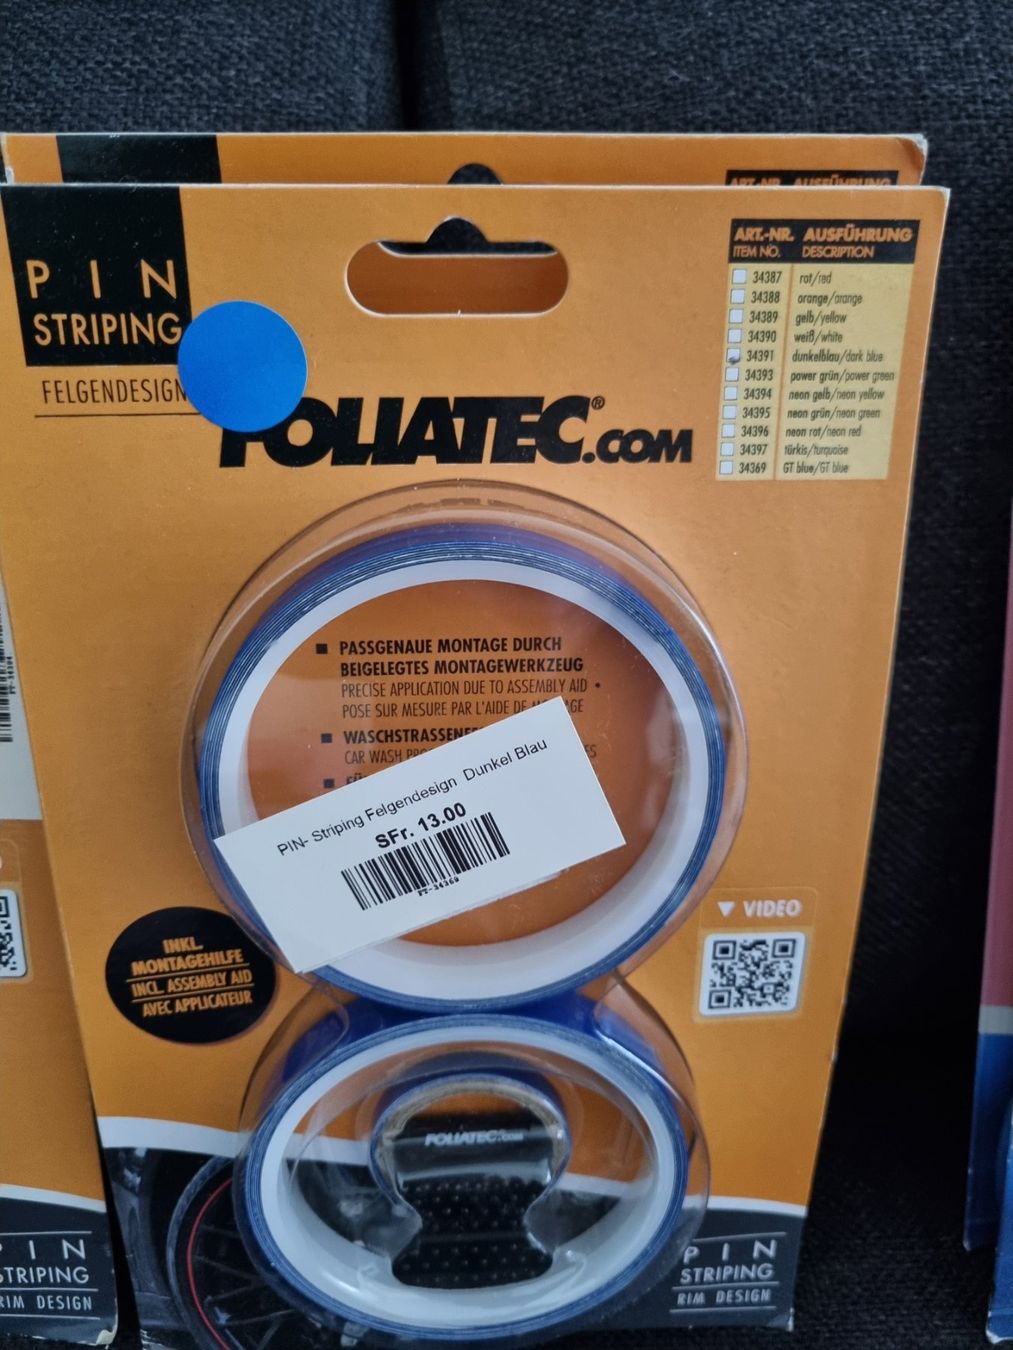 ART.-NR. AUSFÜHRUNG
PIN
STRIPING
FELGENDESIGN
FOLIATEC®.COM
ART.-NR. AUSFÜHRUNG
ITEM NO. DESCRIPTION
34387 rot/red
34388 orange/orange
34389 gelb/yellow
34390 weiß/white
34391 dunkelblau/dark blue
34393 power grün/power green
34394 neon gelb/neon yellow
34395 neon grün/neon green
34396 neon rot/neon red
34397 türkis/turquoise
34369 GT blue/GT blue
PASSGENAUE MONTAGE DURCH
BEIGELEGTES MONTAGEWERKZEUG
PRECISE APPLICATION DUE TO ASSEMBLY AID •
POSE SUR MESURE PAR L'AIDE DE
CAR WASH
PIN- Striping Felgendesign Dunkel Blau
SFr. 13.00
FT-34369
▼ VIDEO
INKL.
MONTAGEHILFE
INCL. ASSEMBLY AID
AVEC APPLICATEUR
FOLIATEC.COM
PIN
STRIPING
RIM DESIGN
PIN
STRIPING
RIM DESIGN